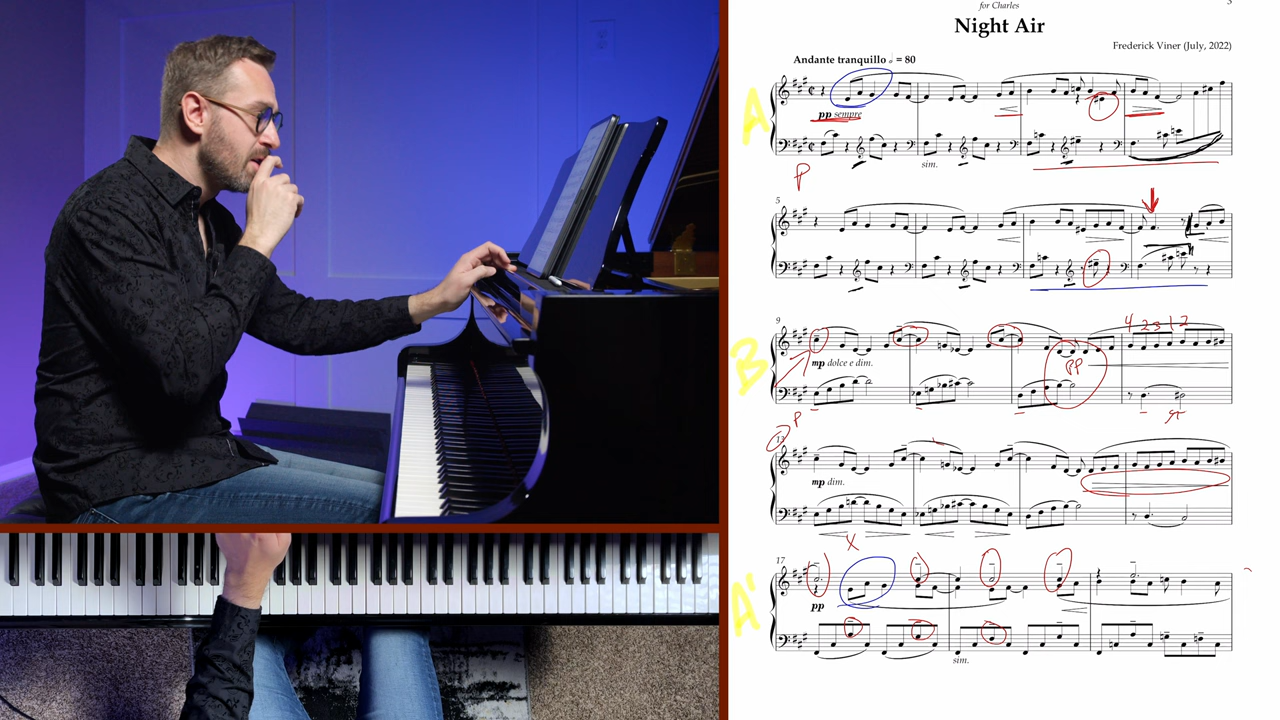 for Charles
Night Air
Frederick Viner (July, 2022)
Andante tranquillo = 80
A
pp sempre
P
sim.
5
9
4 2 3 1 2
B
mp dolce e dim.
PP
P
13
mp dim.
X
17
A'
pp
sim.